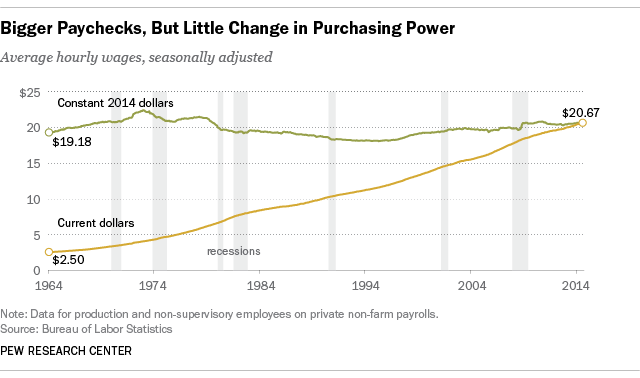 Bigger Paychecks, But Little Change in Purchasing Power
Average hourly wages, seasonally adjusted
$25
Constant 2014 dollars
$20.67
20
$19.18
15
10
Current dollars
5
$2.50
recessions
0
1964 1974 1984 1994 2004 2014
Note: Data for production and non-supervisory employees on private non-farm payrolls.
Source: Bureau of Labor Statistics
PEW RESEARCH CENTER